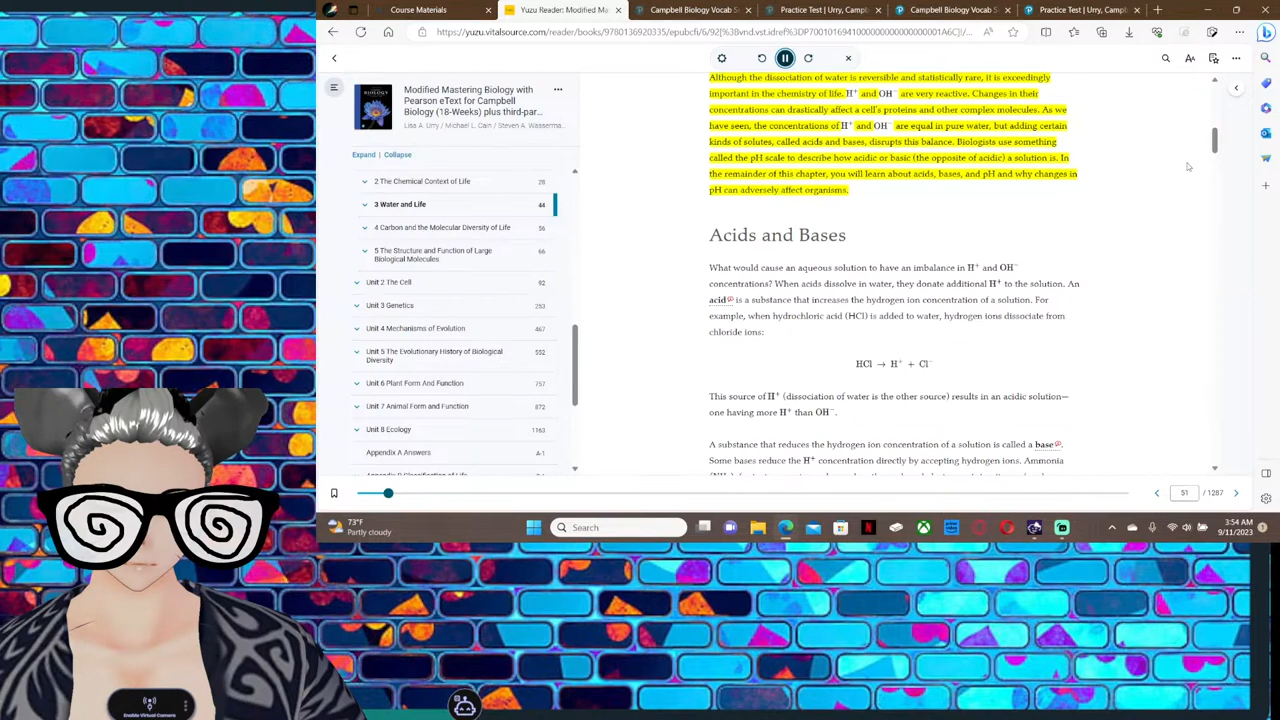 Course Materials
Yuzu Reader: Modified Ma
Campbell Biology Vocab Se
Practice Test | Urry, Campb
Campbell Biology Vocab S
Practice Test | Urry, Campb
https://yuzu.vitalsource.com/reader/books/9780136920335/epubcfi/6/92[%3Bvnd.vst.idref%3DP70010169410000000000000000001A6C]!/...
Modified Mastering Biology with
Pearson eText for Campbell
Biology (18-Weeks) plus third-par...
Lisa A. Urry / Michael L. Cain / Steven A. Wasserma...
Expand | Collapse
2 The Chemical Context of Life 28
3 Water and Life 44
4 Carbon and the Molecular Diversity of Life 56
5 The Structure and Function of Large
Biological Molecules 66
Unit 2 The Cell 92
Unit 3 Genetics 253
Unit 4 Mechanisms of Evolution 467
Unit 5 The Evolutionary History of Biological
Diversity 552
Unit 6 Plant Form And Function 757
Unit 7 Animal Form and Function 872
Unit 8 Ecology 1163
Appendix A Answers A-1
Although the dissociation of water is reversible and statistically rare, it is exceedingly
important in the chemistry of life. H⁺ and OH⁻ are very reactive. Changes in their
concentrations can drastically affect a cell's proteins and other complex molecules. As we
have seen, the concentrations of H⁺ and OH⁻ are equal in pure water, but adding certain
kinds of solutes, called acids and bases, disrupts this balance. Biologists use something
called the pH scale to describe how acidic or basic (the opposite of acidic) a solution is. In
the remainder of this chapter, you will learn about acids, bases, and pH and why changes in
pH can adversely affect organisms.
Acids and Bases
What would cause an aqueous solution to have an imbalance in H⁺ and OH⁻
concentrations? When acids dissolve in water, they donate additional H⁺ to the solution. An
acid is a substance that increases the hydrogen ion concentration of a solution. For
example, when hydrochloric acid (HCl) is added to water, hydrogen ions dissociate from
chloride ions:
HCl → H⁺ + Cl⁻
This source of H⁺ (dissociation of water is the other source) results in an acidic solution—
one having more H⁺ than OH⁻.
A substance that reduces the hydrogen ion concentration of a solution is called a base.
Some bases reduce the H⁺ concentration directly by accepting hydrogen ions. Ammonia
51 / 1287
73°F
Partly cloudy
Search
3:54 AM
9/11/2023
Enable Virtual Camera